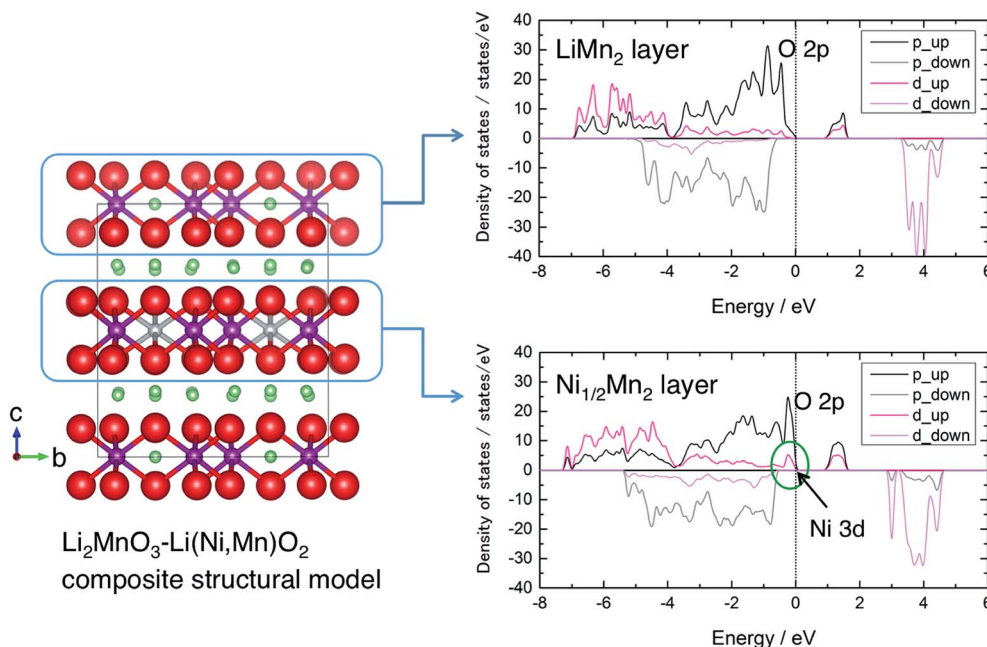 LiMn₂ layer
O 2p
p_up
p_down
d_up
d_down
Density of states / states/eV
40
30
20
10
0
-10
-20
-30
-40
-8
-6
-4
-2
0
2
4
6
Energy / eV
Ni₁/₂Mn₂ layer
O 2p
Ni 3d
p_up
p_down
d_up
d_down
Density of states / states/eV
40
30
20
10
0
-10
-20
-30
-40
-8
-6
-4
-2
0
2
4
6
Energy / eV
c
b
Li₂MnO₃-Li(Ni,Mn)O₂
composite structural model